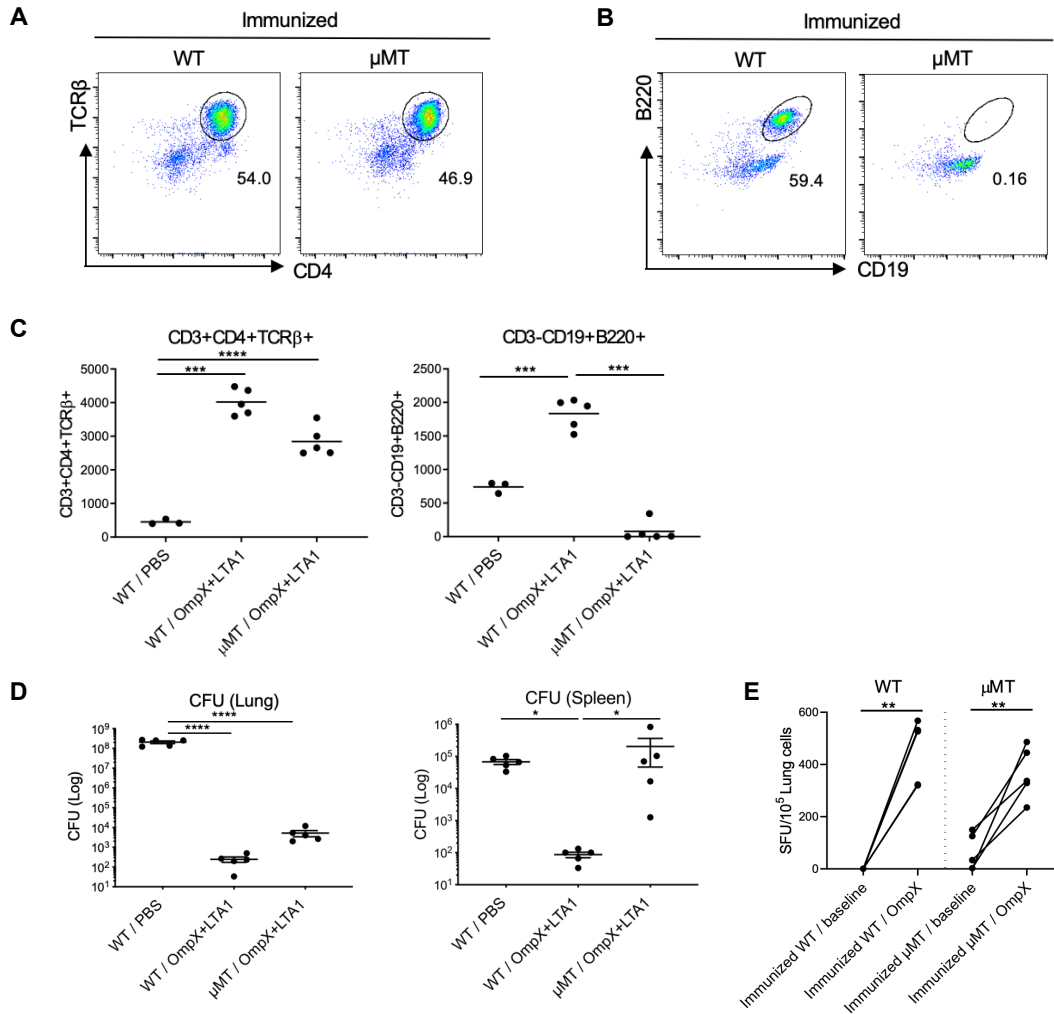 A
Immunized
WT
µMT
TCRβ
54.0
46.9
CD4
B
Immunized
WT
µMT
B220
59.4
0.16
CD19
C
CD3+CD4+TCRβ+
****
***
CD3+CD4+TCRβ+
5000
4000
3000
2000
1000
0
WT / PBS
WT / OmpX+LTA1
µMT / OmpX+LTA1
CD3-CD19+B220+
***
***
CD3-CD19+B220+
2500
2000
1500
1000
500
0
WT / PBS
WT / OmpX+LTA1
µMT / OmpX+LTA1
D
CFU (Lung)
****
****
CFU (Log)
10⁹
10⁸
10⁷
10⁶
10⁵
10⁴
10³
10²
10¹
WT / PBS
WT / OmpX+LTA1
µMT / OmpX+LTA1
CFU (Spleen)
*
*
CFU (Log)
10⁶
10⁵
10⁴
10³
10²
10¹
WT / PBS
WT / OmpX+LTA1
µMT / OmpX+LTA1
E
WT
µMT
**
**
SFU/10⁵ Lung cells
600
400
200
0
Immunized WT / baseline
Immunized WT / OmpX
Immunized µMT / baseline
Immunized µMT / OmpX